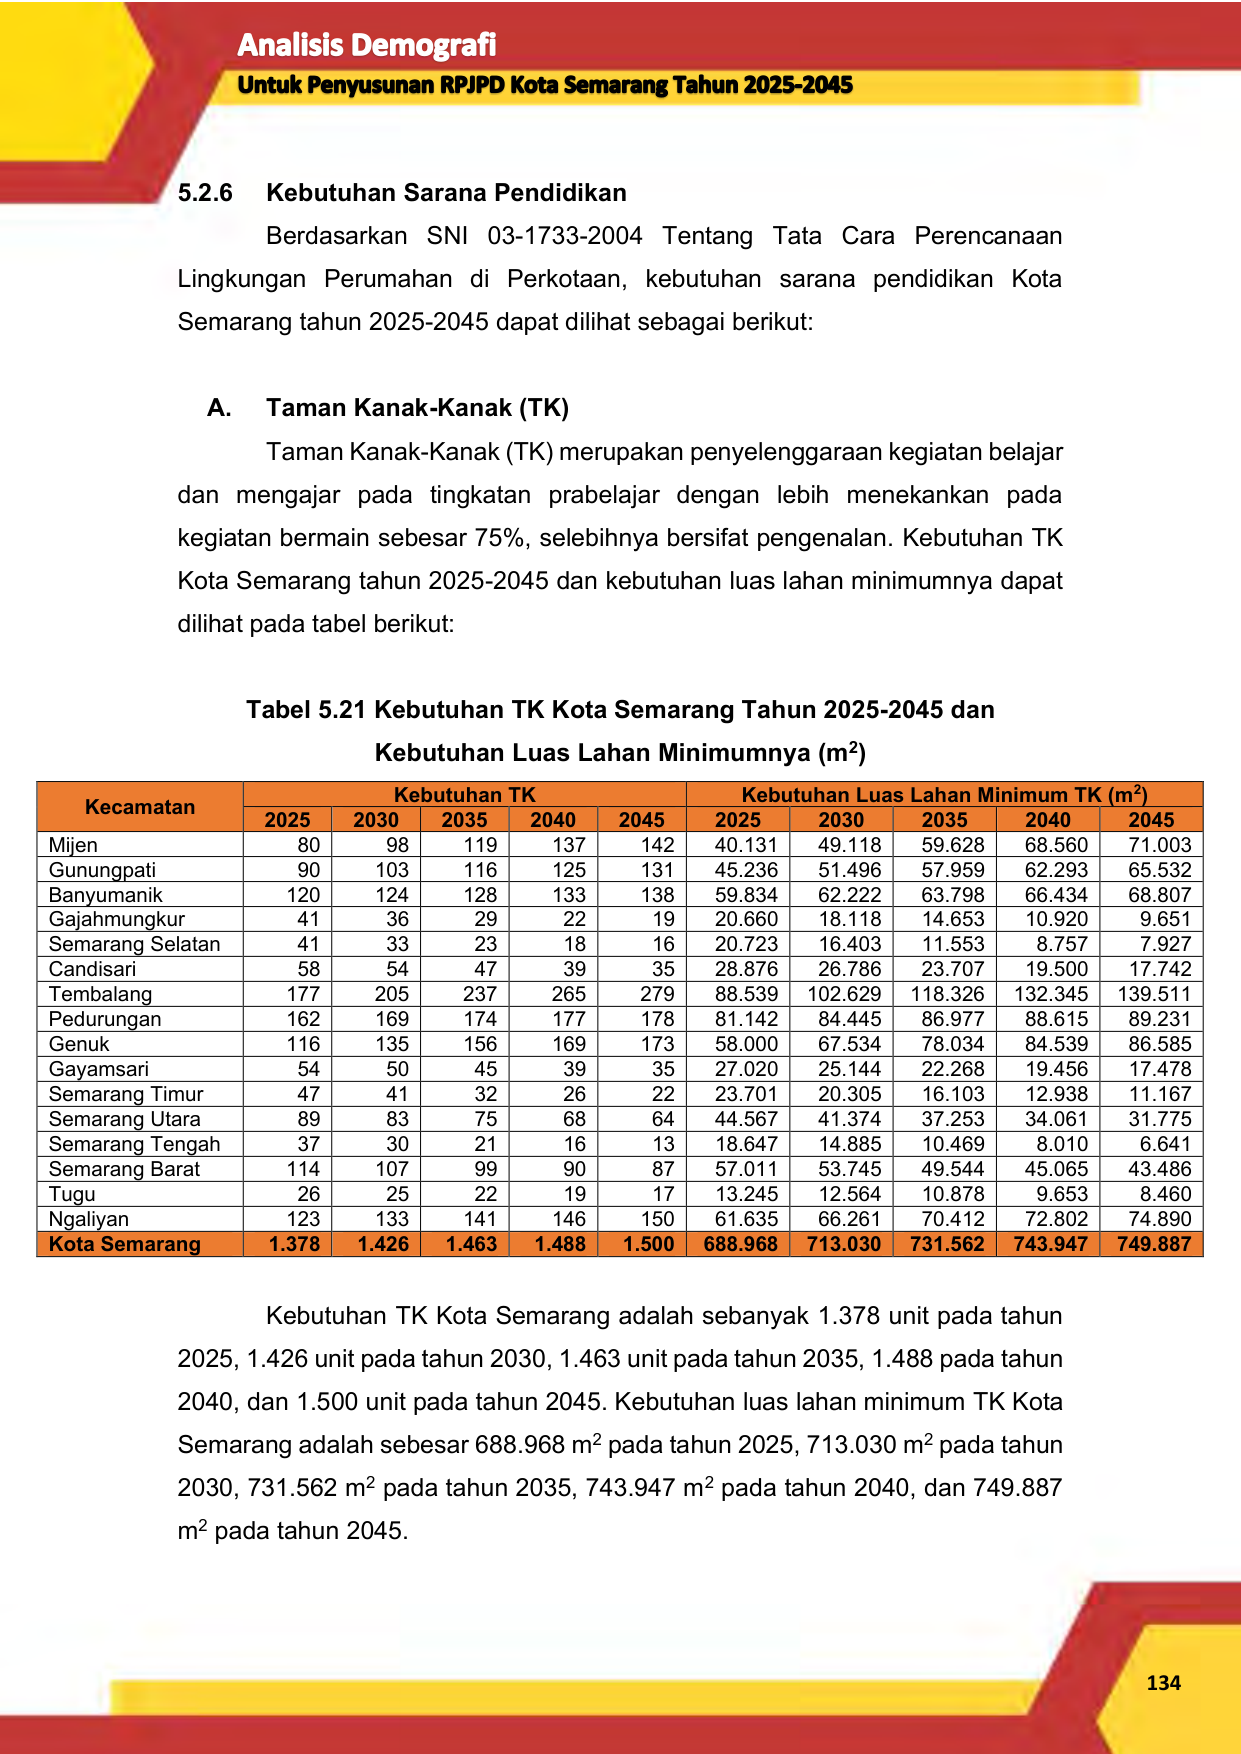 Analisis Demografi
Untuk Penyusunan RPJPD Kota Semarang Tahun 2025-2045
5.2.6 Kebutuhan Sarana Pendidikan
Berdasarkan SNI 03-1733-2004 Tentang Tata Cara Perencanaan
Lingkungan Perumahan di Perkotaan, kebutuhan sarana pendidikan Kota
Semarang tahun 2025-2045 dapat dilihat sebagai berikut:
A. Taman Kanak-Kanak (TK)
Taman Kanak-Kanak (TK) merupakan penyelenggaraan kegiatan belajar
dan mengajar pada tingkatan prabelajar dengan lebih menekankan pada
kegiatan bermain sebesar 75%, selebihnya bersifat pengenalan. Kebutuhan TK
Kota Semarang tahun 2025-2045 dan kebutuhan luas lahan minimumnya dapat
dilihat pada tabel berikut:
Tabel 5.21 Kebutuhan TK Kota Semarang Tahun 2025-2045 dan
Kebutuhan Luas Lahan Minimumnya (m²)
Kecamatan Kebutuhan TK Kebutuhan Luas Lahan Minimum TK (m²)
2025 2030 2035 2040 2045 2025 2030 2035 2040 2045
Mijen 80 98 119 137 142 40.131 49.118 59.628 68.560 71.003
Gunungpati 90 103 116 125 131 45.236 51.496 57.959 62.293 65.532
Banyumanik 120 124 128 133 138 59.834 62.222 63.798 66.434 68.807
Gajahmungkur 41 36 29 22 19 20.660 18.118 14.653 10.920 9.651
Semarang Selatan 41 33 23 18 16 20.723 16.403 11.553 8.757 7.927
Candisari 58 54 47 39 35 28.876 26.786 23.707 19.500 17.742
Tembalang 177 205 237 265 279 88.539 102.629 118.326 132.345 139.511
Pedurungan 162 169 174 177 178 81.142 84.445 86.977 88.615 89.231
Genuk 116 135 156 169 173 58.000 67.534 78.034 84.539 86.585
Gayamsari 54 50 45 39 35 27.020 25.144 22.268 19.456 17.478
Semarang Timur 47 41 32 26 22 23.701 20.305 16.103 12.938 11.167
Semarang Utara 89 83 75 68 64 44.567 41.374 37.253 34.061 31.775
Semarang Tengah 37 30 21 16 13 18.647 14.885 10.469 8.010 6.641
Semarang Barat 114 107 99 90 87 57.011 53.745 49.544 45.065 43.486
Tugu 26 25 22 19 17 13.245 12.564 10.878 9.653 8.460
Ngaliyan 123 133 141 146 150 61.635 66.261 70.412 72.802 74.890
Kota Semarang 1.378 1.426 1.463 1.488 1.500 688.968 713.030 731.562 743.947 749.887
Kebutuhan TK Kota Semarang adalah sebanyak 1.378 unit pada tahun
2025, 1.426 unit pada tahun 2030, 1.463 unit pada tahun 2035, 1.488 pada tahun
2040, dan 1.500 unit pada tahun 2045. Kebutuhan luas lahan minimum TK Kota
Semarang adalah sebesar 688.968 m² pada tahun 2025, 713.030 m² pada tahun
2030, 731.562 m² pada tahun 2035, 743.947 m² pada tahun 2040, dan 749.887
m² pada tahun 2045.
134